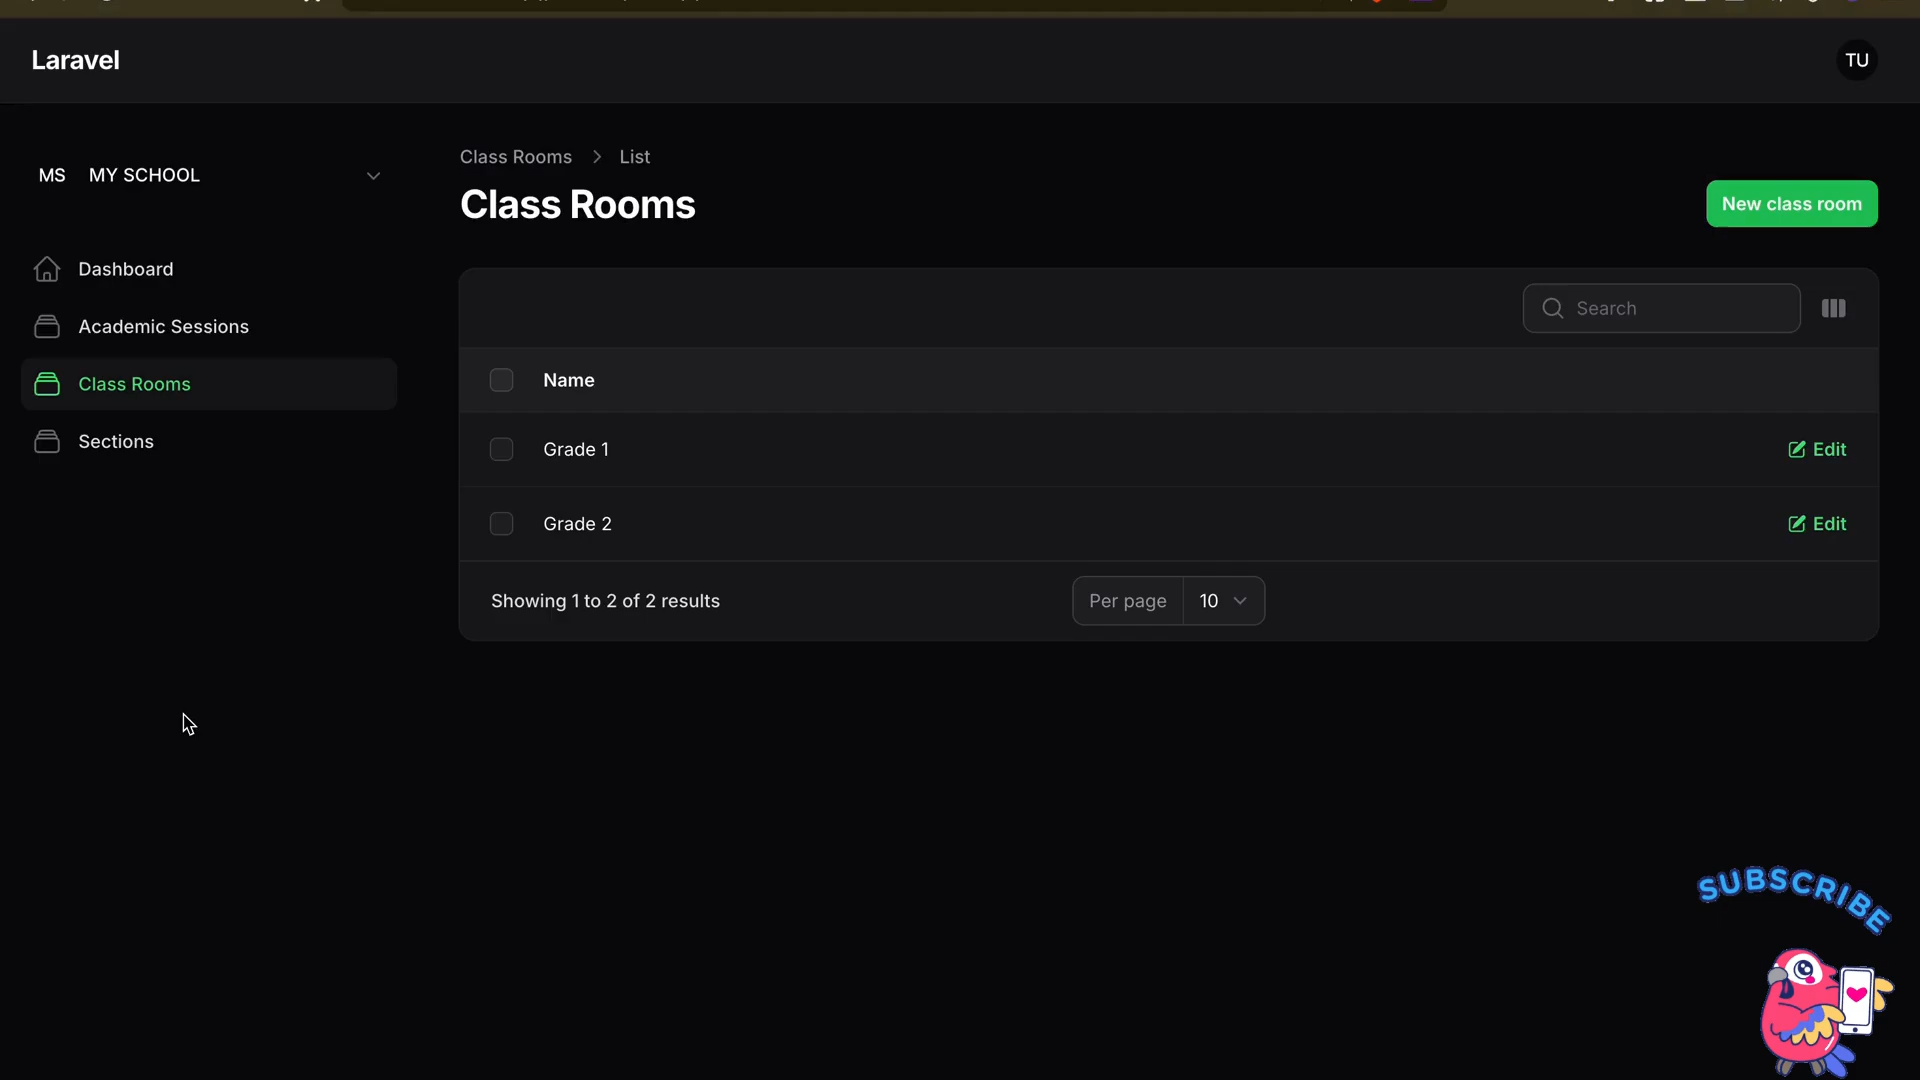 Laravel
TU
MS MY SCHOOL
Dashboard
Academic Sessions
Class Rooms
Sections
Class Rooms List
Class Rooms
New class room
Search
Name
Grade 1 Edit
Grade 2 Edit
Showing 1 to 2 of 2 results
Per page 10
SUBSCRIBE